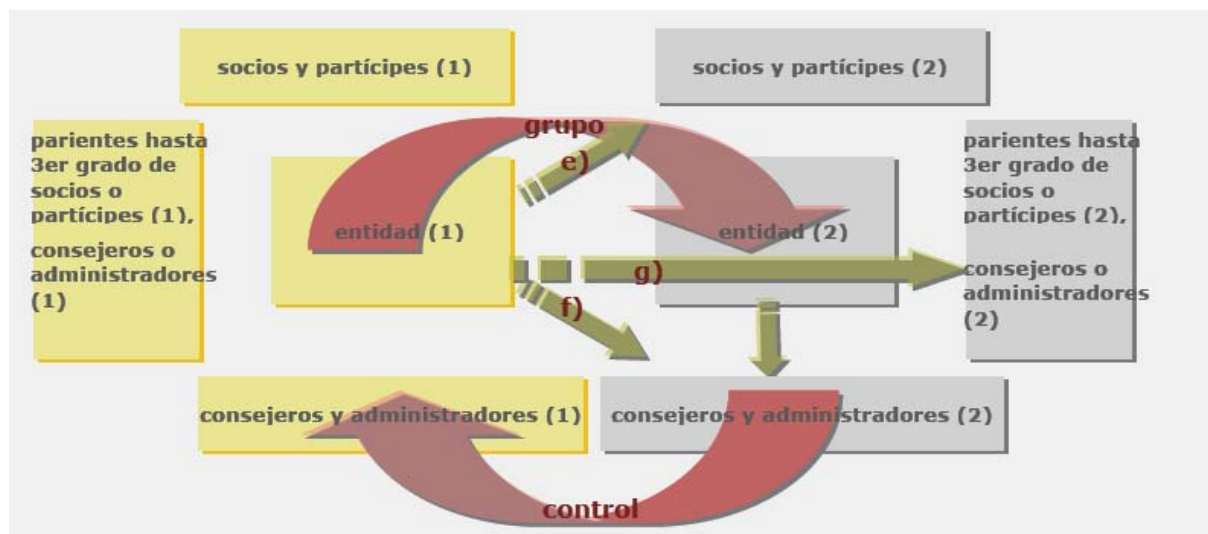 socios y partícipes (1)
socios y partícipes (2)
grupo
parientes hasta
3er grado de
socios o
partícipes (1),
consejeros o
administradores
(1)
e)
entidad (1)
entidad (2)
parientes hasta
3er grado de
socios o
partícipes (2),
consejeros o
administradores
(2)
g)
f)
consejeros y administradores (1)
consejeros y administradores (2)
control